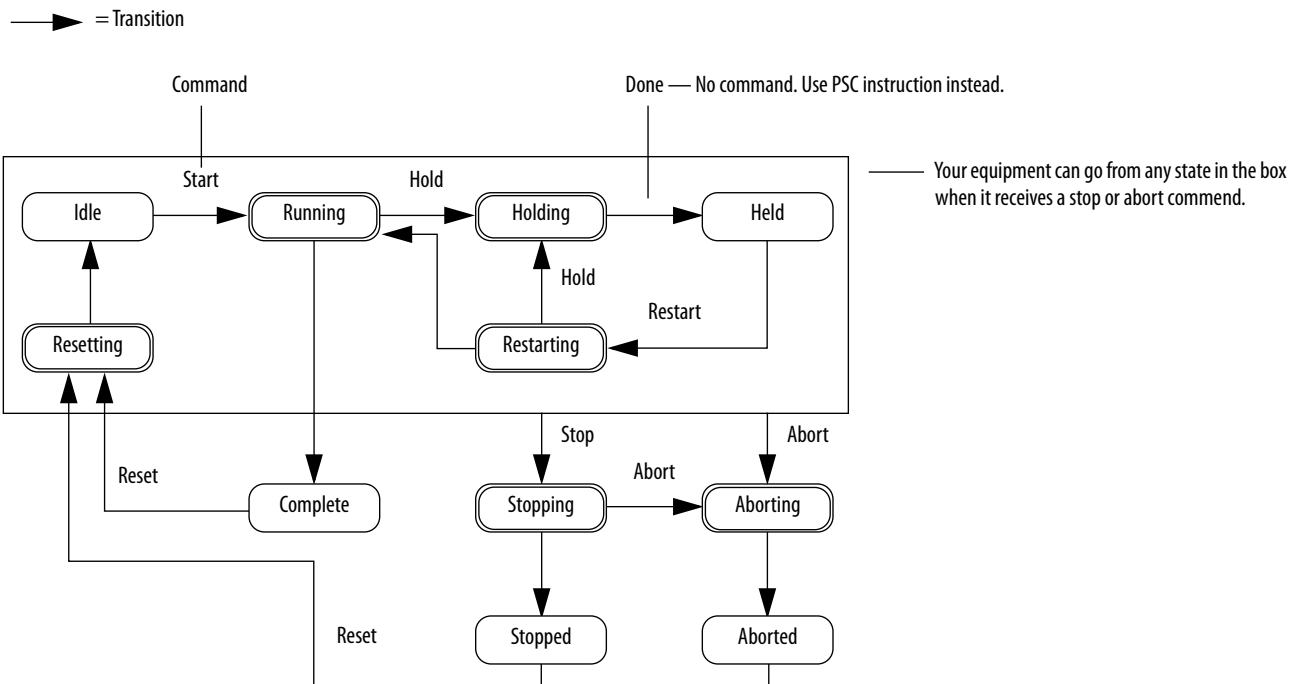 = Transition
Command
Done — No command. Use PSC instruction instead.
Your equipment can go from any state in the box
when it receives a stop or abort commend.
Start
Hold
Idle
Running
Holding
Held
Hold
Restart
Resetting
Restarting
Stop
Abort
Reset
Abort
Complete
Stopping
Aborting
Reset
Stopped
Aborted